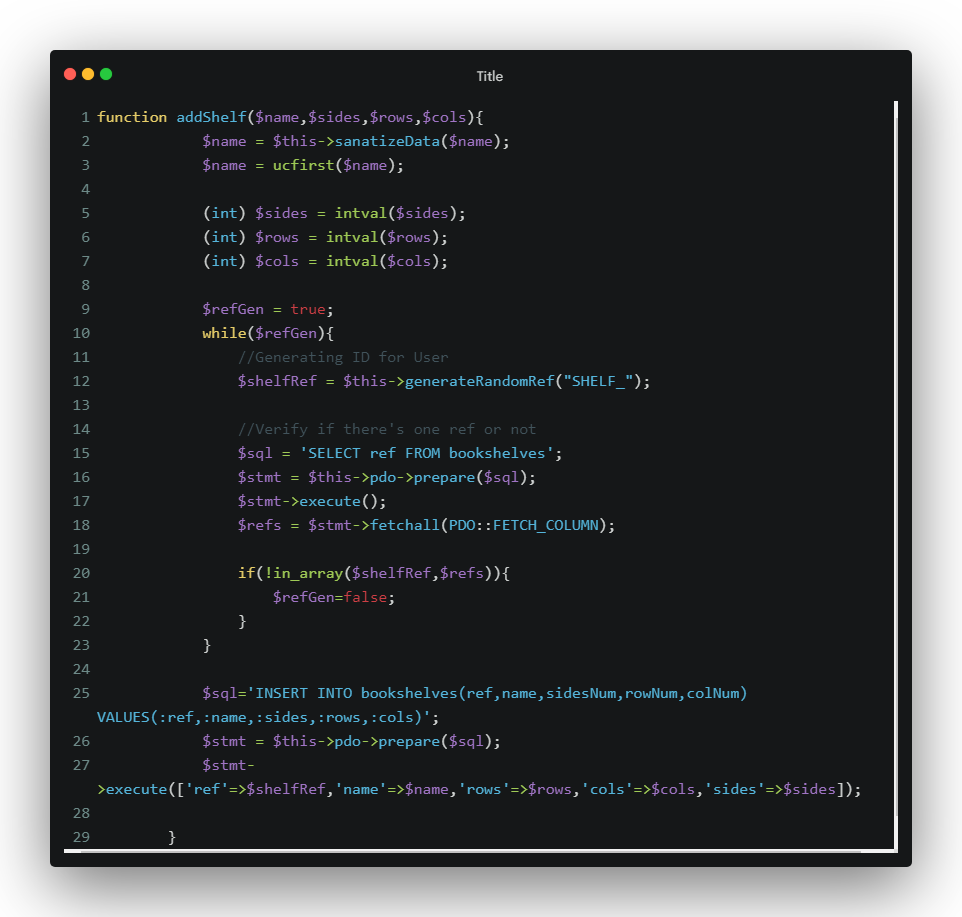 Title
1 function addShelf($name,$sides,$rows,$cols){
2 $name = $this->sanatizeData($name);
3 $name = ucfirst($name);
4
5 (int) $sides = intval($sides);
6 (int) $rows = intval($rows);
7 (int) $cols = intval($cols);
8
9 $refGen = true;
10 while($refGen){
11 //Generating ID for User
12 $shelfRef = $this->generateRandomRef("SHELF_");
13
14 //Verify if there's one ref or not
15 $sql = 'SELECT ref FROM bookshelves';
16 $stmt = $this->pdo->prepare($sql);
17 $stmt->execute();
18 $refs = $stmt->fetchall(PDO::FETCH_COLUMN);
19
20 if(!in_array($shelfRef,$refs)){
21 $refGen=false;
22 }
23 }
24
25 $sql='INSERT INTO bookshelves(ref,name,sidesNum,rowNum,colNum)
VALUES(:ref,:name,:sides,:rows,:cols)';
26 $stmt = $this->pdo->prepare($sql);
27 $stmt-
>execute(['ref'=>$shelfRef,'name'=>$name,'rows'=>$rows,'cols'=>$cols,'sides'=>$sides]);
28
29 }